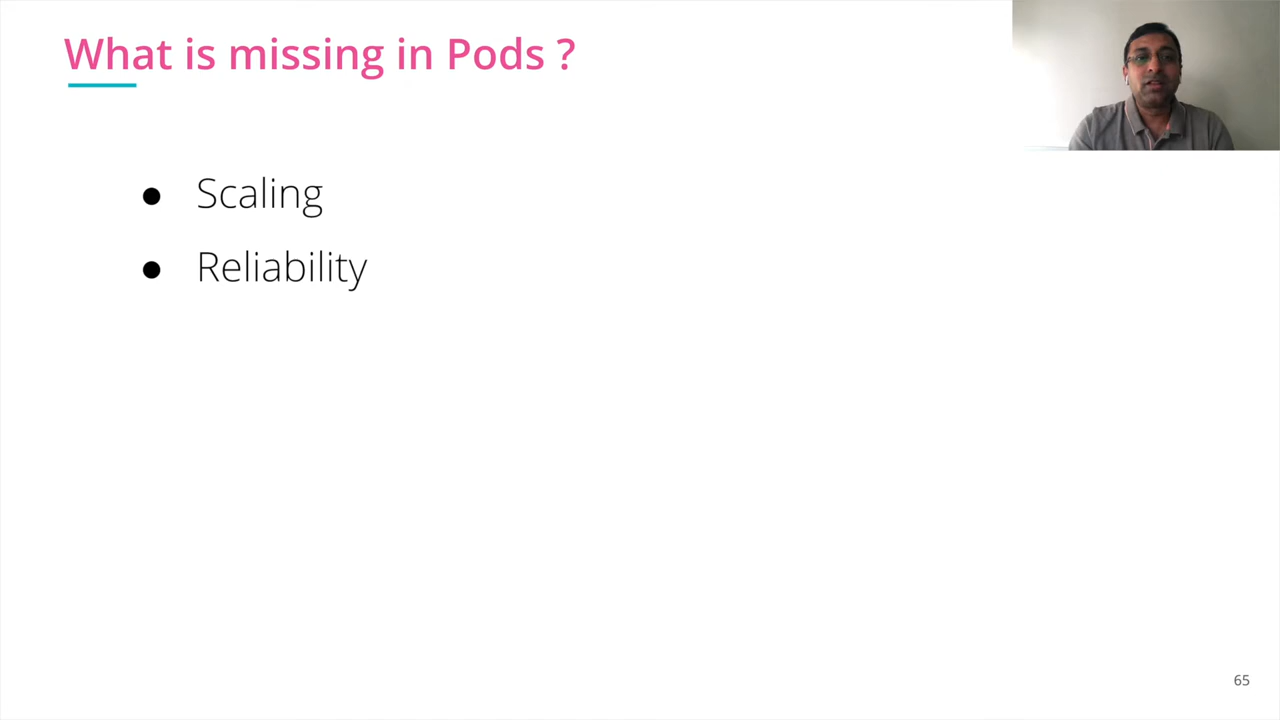 What is missing in Pods ?
● Scaling
● Reliability
65